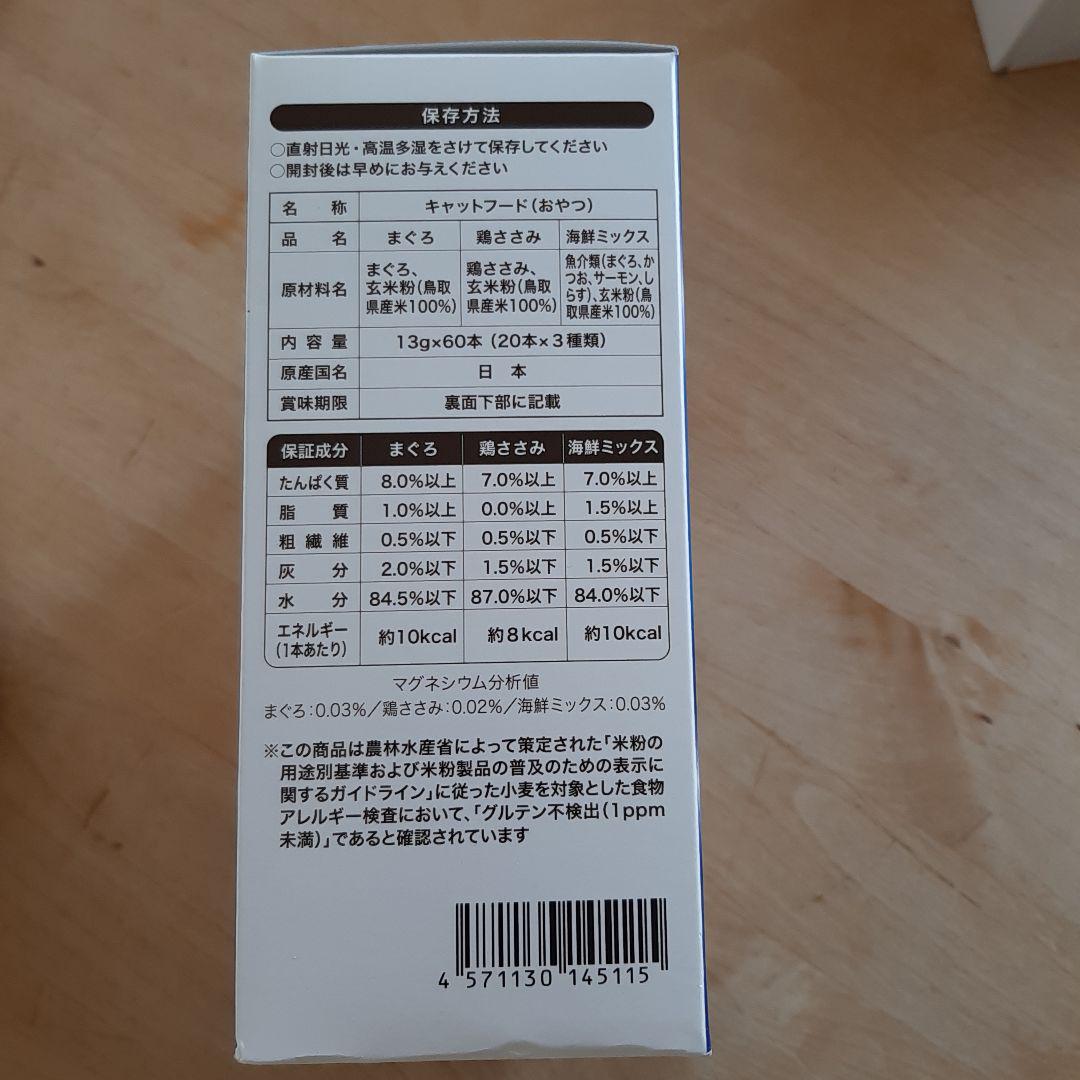 保存方法
○直射日光・高温多湿をさけて保存してください
○開封後は早めにお与えください
名称 キャットフード(おやつ)
品名 まぐろ 鶏ささみ 海鮮ミックス
原材料名 まぐろ、玄米粉(鳥取県産米100%) 鶏ささみ、玄米粉(鳥取県産米100%) 魚介類(まぐろ、かつお、サーモン、しらす)、玄米粉(鳥取県産米100%)
内容量 13g×60本(20本×3種類)
原産国名 日本
賞味期限 裏面下部に記載
保証成分 まぐろ 鶏ささみ 海鮮ミックス
たんぱく質 8.0%以上 7.0%以上 7.0%以上
脂質 1.0%以上 0.0%以上 1.5%以上
粗繊維 0.5%以下 0.5%以下 0.5%以下
灰分 2.0%以下 1.5%以下 1.5%以下
水分 84.5%以下 87.0%以下 84.0%以下
エネルギー(1本あたり) 約10kcal 約8kcal 約10kcal
マグネシウム分析値
まぐろ:0.03%/鶏ささみ:0.02%/海鮮ミックス:0.03%
※この商品は農林水産省によって策定された「米粉の
用途別基準および米粉製品の普及のための表示に
関するガイドライン」に従った小麦を対象とした食物
アレルギー検査において、「グルテン不検出(1ppm
未満)」であると確認されています
4 571130 145115